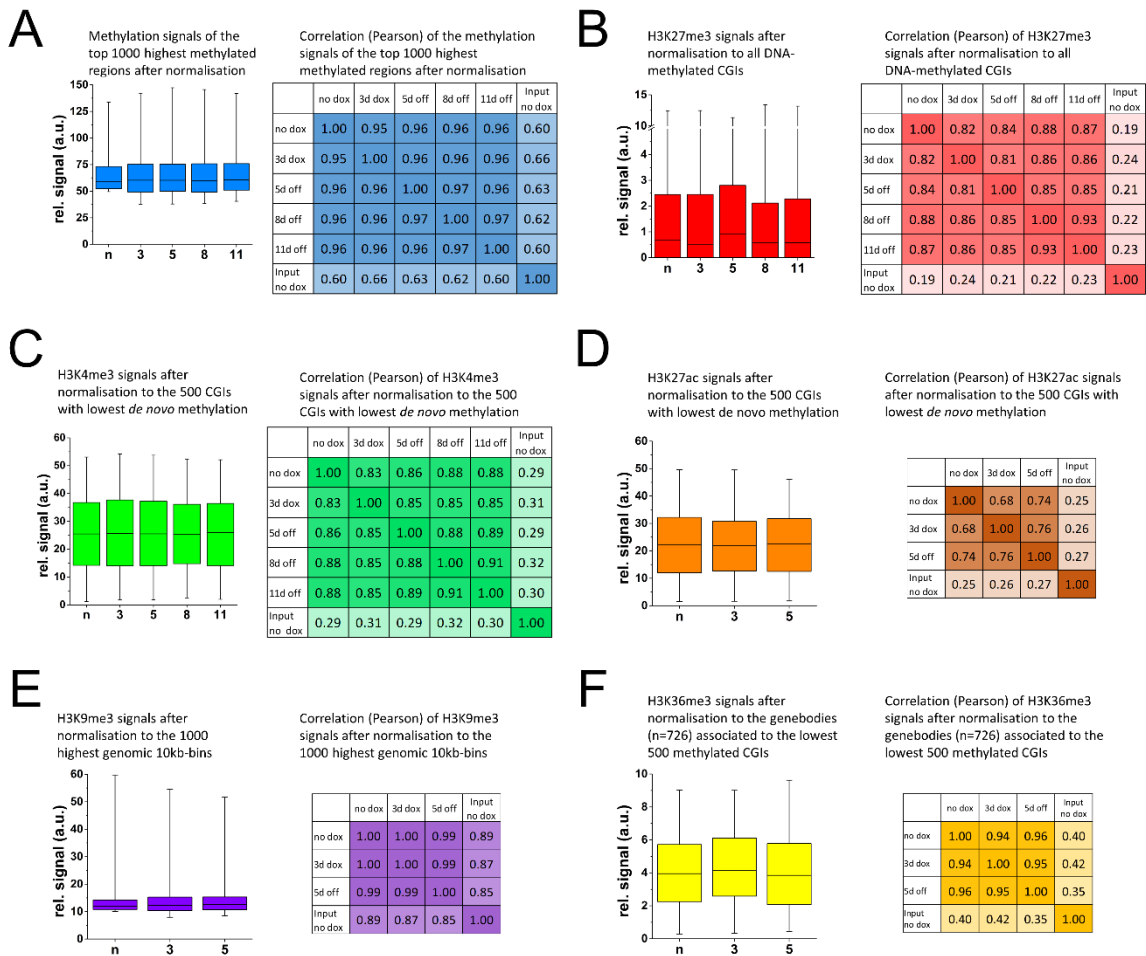 A
Methylation signals of the
top 1000 highest methylated
regions after normalisation
rel. signal (a.u.)
150
125
100
75
50
25
0
n 3 5 8 11
Correlation (Pearson) of the methylation
signals of the top 1000 highest
methylated regions after normalisation
no dox 3d dox 5d off 8d off 11d off Input no dox
no dox 1.00 0.95 0.96 0.96 0.96 0.60
3d dox 0.95 1.00 0.96 0.96 0.96 0.66
5d off 0.96 0.96 1.00 0.97 0.96 0.63
8d off 0.96 0.96 0.97 1.00 0.97 0.62
11d off 0.96 0.96 0.96 0.97 1.00 0.60
Input no dox 0.60 0.66 0.63 0.62 0.60 1.00
B
H3K27me3 signals after
normalisation to all DNA-
methylated CGIs
rel. signal (a.u.)
15
12
10
5
4
3
2
1
0
n 3 5 8 11
Correlation (Pearson) of H3K27me3
signals after normalisation to
all DNA-methylated CGIs
no dox 3d dox 5d off 8d off 11d off Input no dox
no dox 1.00 0.82 0.84 0.88 0.87 0.19
3d dox 0.82 1.00 0.81 0.86 0.86 0.24
5d off 0.84 0.81 1.00 0.85 0.85 0.21
8d off 0.88 0.86 0.85 1.00 0.93 0.22
11d off 0.87 0.86 0.85 0.93 1.00 0.23
Input no dox 0.19 0.24 0.21 0.22 0.23 1.00
C
H3K4me3 signals after
normalisation to the 500 CGIs
with lowest de novo methylation
rel. signal (a.u.)
60
50
40
30
20
10
0
n 3 5 8 11
Correlation (Pearson) of H3K4me3
signals after normalisation to the 500
CGIs with lowest de novo methylation
no dox 3d dox 5d off 8d off 11d off Input no dox
no dox 1.00 0.83 0.86 0.88 0.88 0.29
3d dox 0.83 1.00 0.85 0.85 0.85 0.31
5d off 0.86 0.85 1.00 0.88 0.89 0.29
8d off 0.88 0.85 0.88 1.00 0.91 0.32
11d off 0.88 0.85 0.89 0.91 1.00 0.30
Input no dox 0.29 0.31 0.29 0.32 0.30 1.00
D
H3K27ac signals after
normalisation to the 500 CGIs
with lowest de novo methylation
rel. signal (a.u.)
60
50
40
30
20
10
0
n 3 5
Correlation (Pearson) of H3K27ac signals
after normalisation to the 500 CGIs with
lowest de novo methylation
no dox 3d dox 5d off Input no dox
no dox 1.00 0.68 0.74 0.25
3d dox 0.68 1.00 0.76 0.26
5d off 0.74 0.76 1.00 0.27
Input no dox 0.25 0.26 0.27 1.00
E
H3K9me3 signals after
normalisation to the 1000
highest genomic 10kb-bins
rel. signal (a.u.)
60
50
40
30
20
10
0
n 3 5
Correlation (Pearson) of H3K9me3
signals after normalisation to the
1000 highest genomic 10kb-bins
no dox 3d dox 5d off Input no dox
no dox 1.00 1.00 0.99 0.89
3d dox 1.00 1.00 0.99 0.87
5d off 0.99 0.99 1.00 0.85
Input no dox 0.89 0.87 0.85 1.00
F
H3K36me3 signals after
normalisation to the genebodies
(n=726) associated to the lowest
500 methylated CGIs
rel. signal (a.u.)
10
8
6
4
2
0
n 3 5
Correlation (Pearson) of H3K36me3
signals after normalisation to the
genebodies (n=726) associated to the
lowest 500 methylated CGIs
no dox 3d dox 5d off Input no dox
no dox 1.00 0.94 0.96 0.40
3d dox 0.94 1.00 0.95 0.42
5d off 0.96 0.95 1.00 0.35
Input no dox 0.40 0.42 0.35 1.00